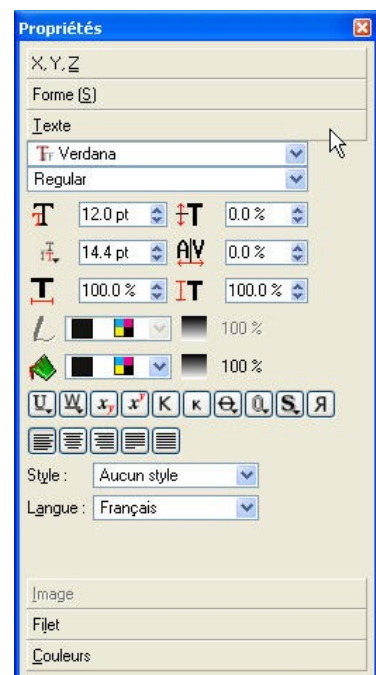 Propriétés
X, Y, Z
Forme (S)
Texte
Verdana
Regular
12.0 pt 0.0 %
14.4 pt 0.0 %
100.0 % 100.0 %
100 %
100 %
Style : Aucun style
Langue : Français
Image
Filet
Couleurs